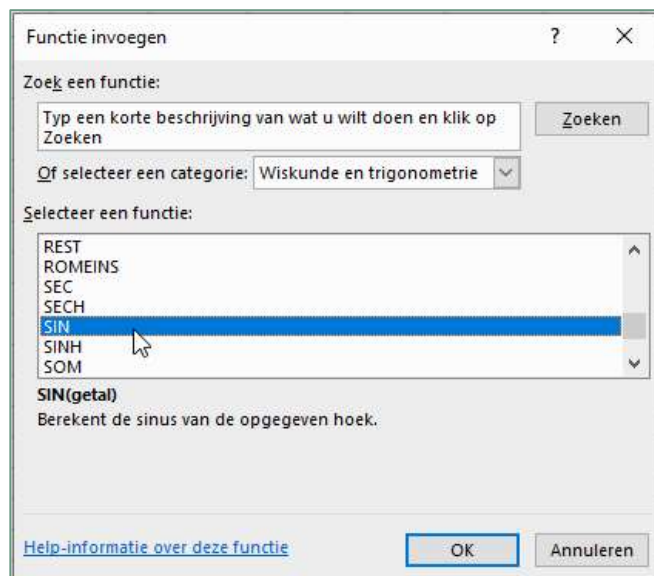 Functie invoegen ? X
Zoek een functie:
Typ een korte beschrijving van wat u wilt doen en klik op
Zoeken
Zoeken
Of selecteer een categorie: Wiskunde en trigonometrie
Selecteer een functie:
REST
ROMEINS
SEC
SECH
SIN
SINH
SOM
SIN(getal)
Berekent de sinus van de opgegeven hoek.
Help-informatie over deze functie OK Annuleren